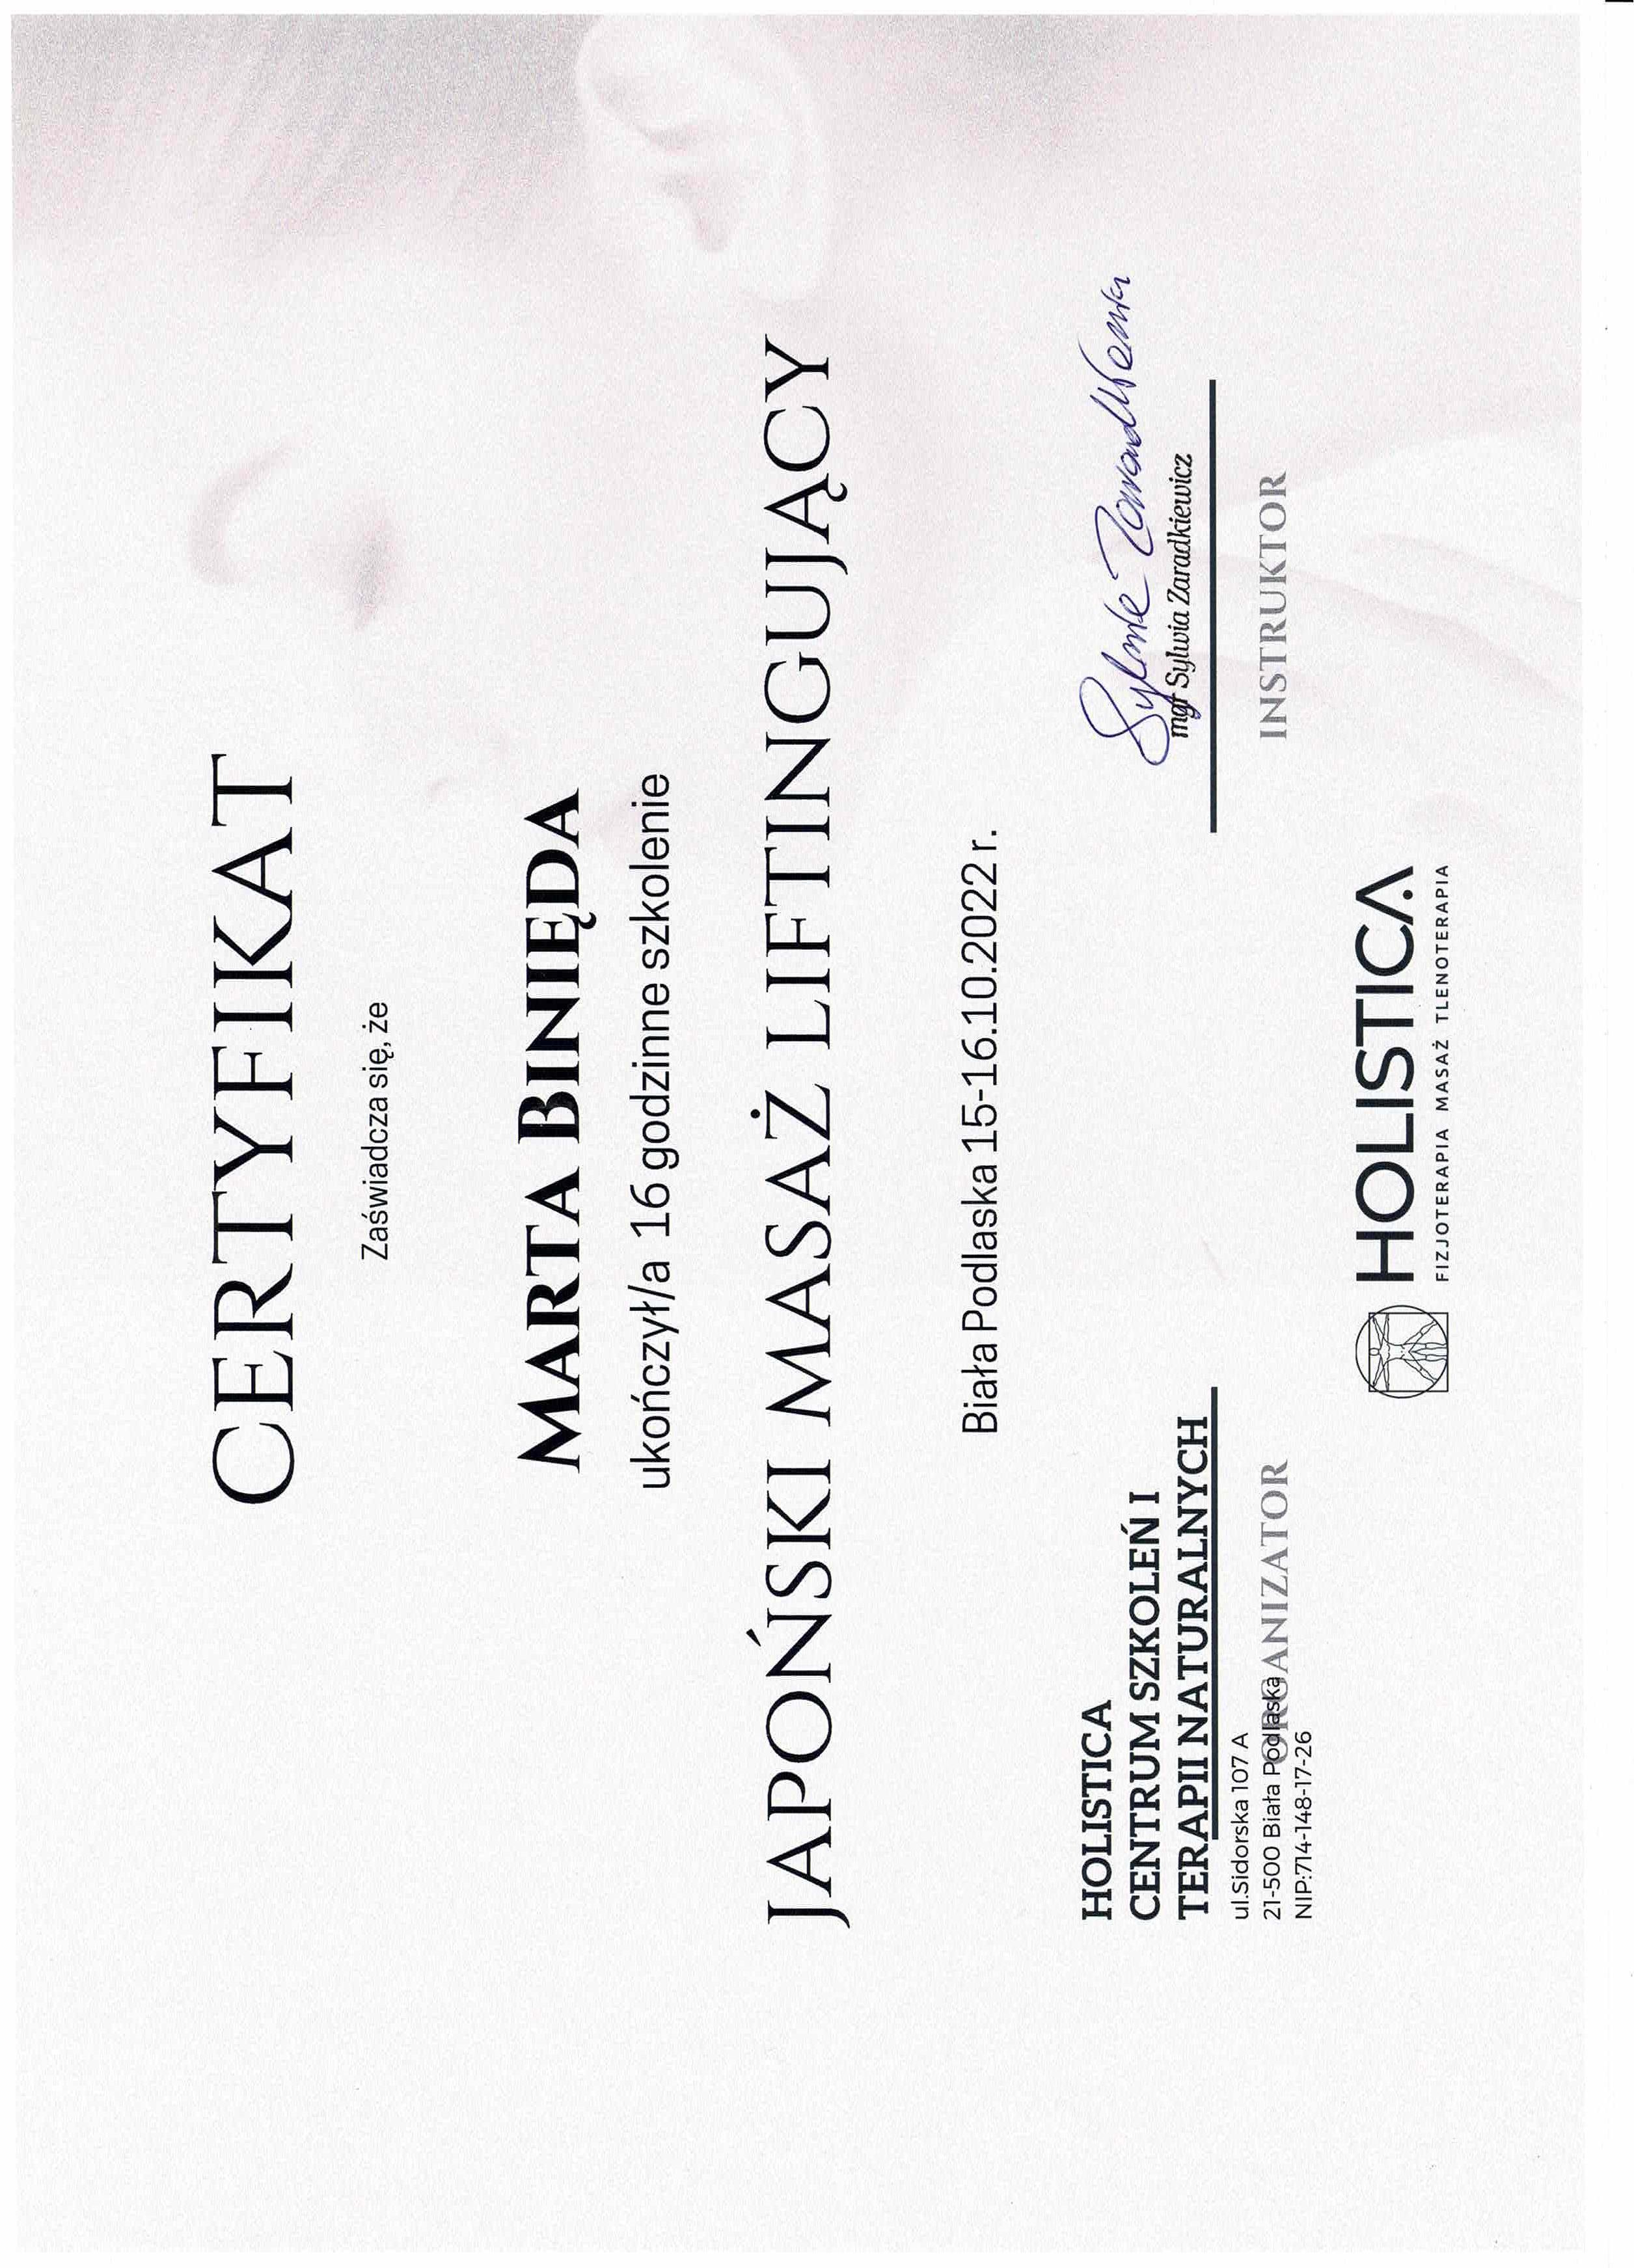 CERTYFIKAT
Zaświadcza się, że
MARTA BINIĘDA
ukończył/a 16 godzinne szkolenie
JAPOŃSKI MASAŻ LIFTINGUJĄCY
Biała Podlaska 15-16.10.2022 r.
HOLISTICA
CENTRUM SZKOLEŃ I
TERAPII NATURALNYCH
ul.Sidorska 107 A
21-500 Biała Podlaska
NIP:714-148-17-26
ORGANIZATOR
Sylwia Zaradkiewicz
mgr Sylwia Zaradkiewicz
INSTRUKTOR
HOLISTICA
FIZJOTERAPIA MASAŻ TLENOTERAPIA